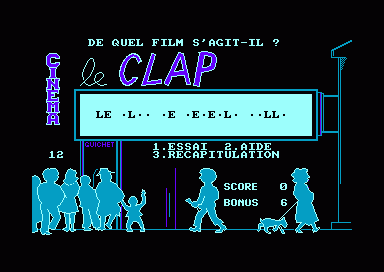 DE QUEL FILM S'AGIT-IL ?
CINEMA
le CLAP
LE ·L·· ·E ·E·E·L· ··LL·
GUICHET
1.ESSAI 2.AIDE
12 3.RECAPITULATION
SCORE 0
BONUS 6